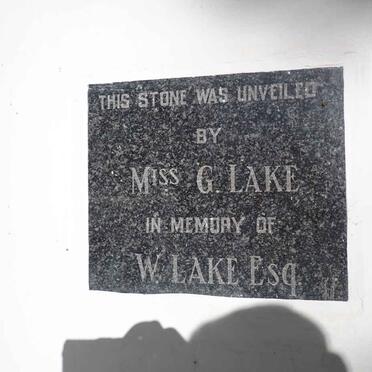 THIS STONE WAS UNVEILED
BY
MISS G. LAKE
IN MEMORY OF
W. LAKE ESQ.